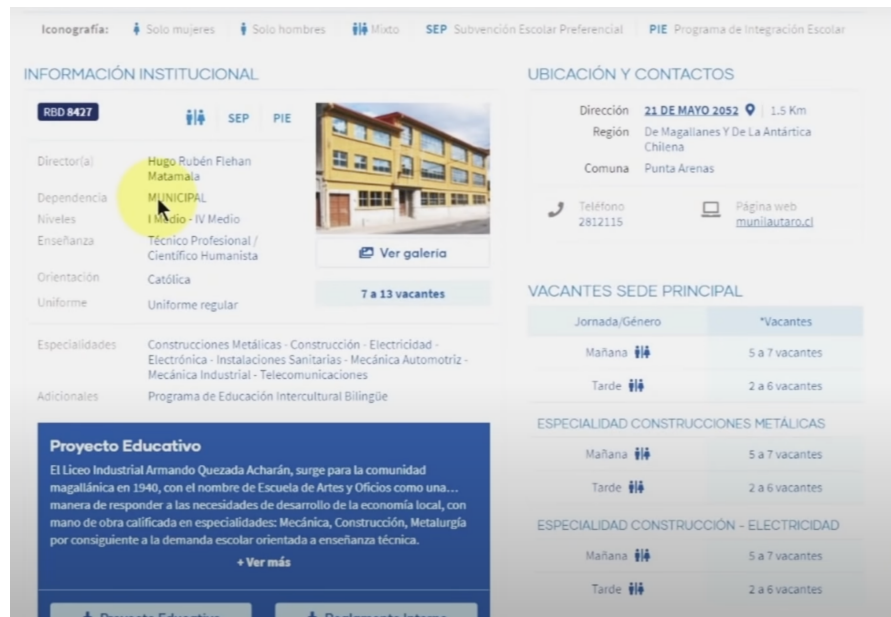 Iconografía: Solo mujeres Solo hombres Mixto SEP Subvención Escolar Preferencial PIE Programa de Integración Escolar
INFORMACIÓN INSTITUCIONAL
RBD 8427
SEP PIE
Director(a) Hugo Rubén Flehan
Matamala
Dependencia MUNICIPAL
Niveles I Medio - IV Medio
Enseñanza Técnico Profesional /
Científico Humanista
Orientación Católica
Uniforme Uniforme regular
Ver galería
7 a 13 vacantes
Especialidades Construcciones Metálicas - Construcción - Electricidad -
Electrónica - Instalaciones Sanitarias - Mecánica Automotriz -
Mecánica Industrial - Telecomunicaciones
Adicionales Programa de Educación Intercultural Bilingüe
Proyecto Educativo
El Liceo Industrial Armando Quezada Acharán, surge para la comunidad
magallánica en 1940, con el nombre de Escuela de Artes y Oficios como una...
manera de responder a las necesidades de desarrollo de la economía local, con
mano de obra calificada en especialidades: Mecánica, Construcción, Metalurgía
por consiguiente a la demanda escolar orientada a enseñanza técnica.
+ Ver más
Proyecto Educativo Reglamento Interno
UBICACIÓN Y CONTACTOS
Dirección 21 DE MAYO 2052 1.5 Km
Región De Magallanes Y De La Antártica
Chilena
Comuna Punta Arenas
Teléfono
2812115
Página web
munilautaro.cl
VACANTES SEDE PRINCIPAL
Jornada/Género *Vacantes
Mañana 5 a 7 vacantes
Tarde 2 a 6 vacantes
ESPECIALIDAD CONSTRUCCIONES METÁLICAS
Mañana 5 a 7 vacantes
Tarde 2 a 6 vacantes
ESPECIALIDAD CONSTRUCCIÓN - ELECTRICIDAD
Mañana 5 a 7 vacantes
Tarde 2 a 6 vacantes